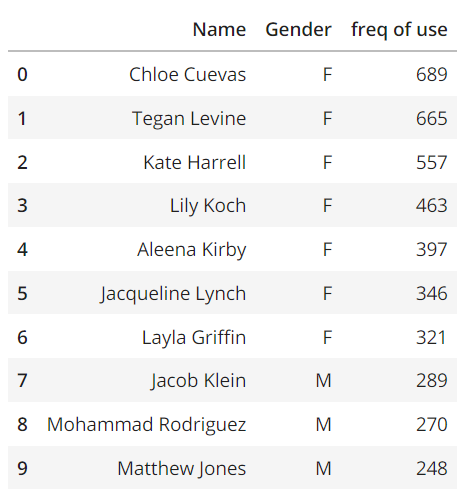 Name Gender freq of use
0 Chloe Cuevas F 689
1 Tegan Levine F 665
2 Kate Harrell F 557
3 Lily Koch F 463
4 Aleena Kirby F 397
5 Jacqueline Lynch F 346
6 Layla Griffin F 321
7 Jacob Klein M 289
8 Mohammad Rodriguez M 270
9 Matthew Jones M 248